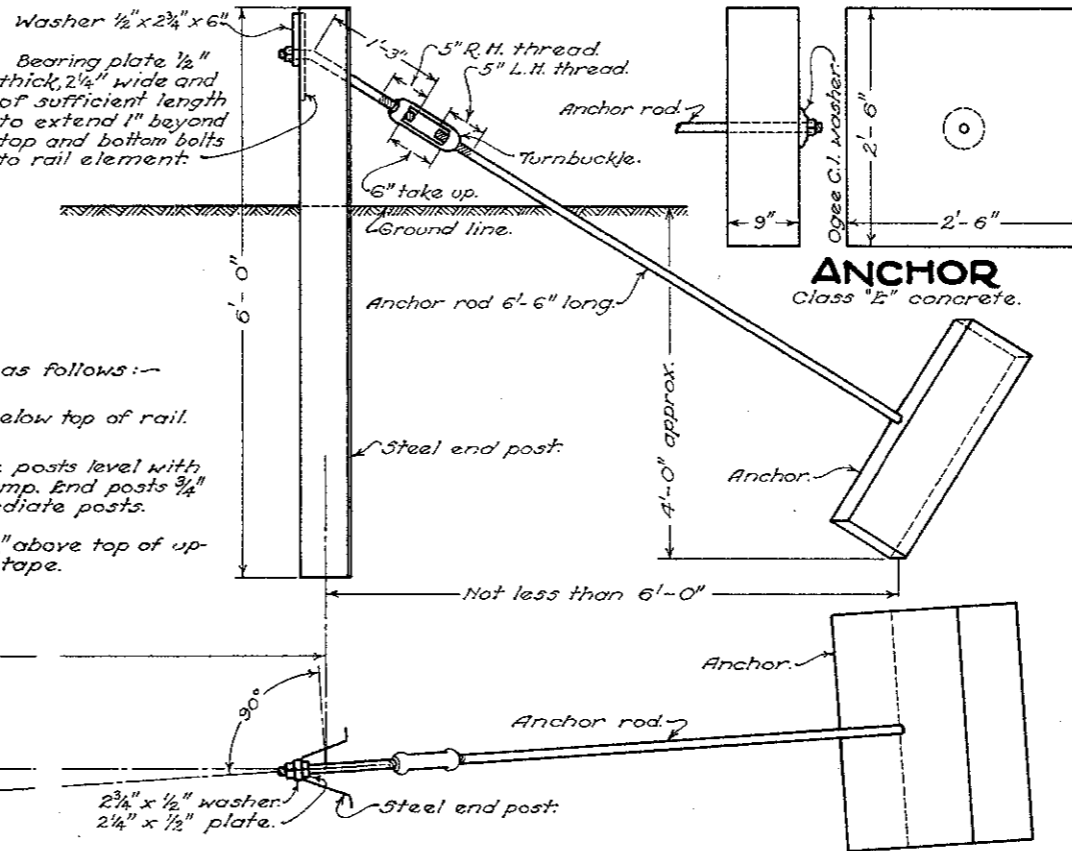 Washer ½" x 2¾" x 6"
Bearing plate ½"
thick, 2¼" wide and
of sufficient length
to extend 1" beyond
top and bottom bolts
to rail element.
1'-3"
5" R.H. thread.
5" L.H. thread.
Turnbuckle.
6" take up.
Ground line.
6'-0"
Anchor rod 6'-6" long.
Anchor rod.
9"
Ogee C.I. washer.
2'-6"
2'-6"
ANCHOR
Class "E" concrete.
as follows:-
elow top of rail.
posts level with
mp. End posts ¾"
diate posts.
" above top of up-
tape.
Steel end post.
4'-0" approx.
Anchor.
Not less than 6'-0"
Anchor.
90°
Anchor rod.
2¾" x ½" washer.
2¼" x ½" plate.
Steel end post.